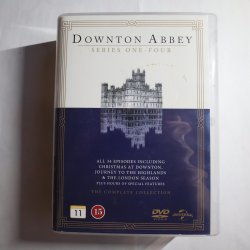 DOWNTON ABBEY
SERIES ONE-FOUR
ALL 34 EPISODES INCLUDING
CHRISTMAS AT DOWNTON,
JOURNEY TO THE HIGHLANDS
& THE LONDON SEASON
PLUS HOURS OF SPECIAL FEATURES
THE COMPLETE COLLECTION
11
15
DVD
UNIVERSAL